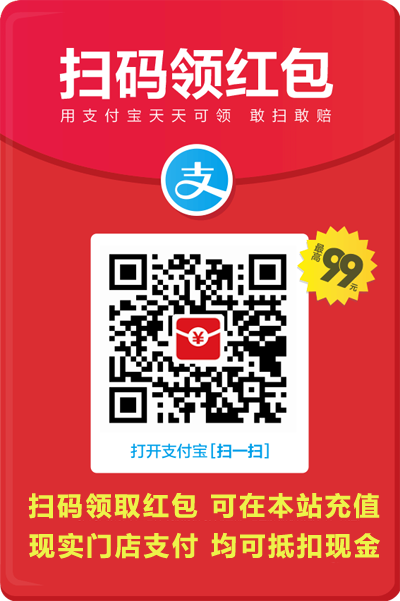 扫码领红包
用支付宝天天可领 敢扫敢赔
支
最高99元
打开支付宝[扫一扫]
扫码领取红包 可在本站充值
现实门店支付 均可抵扣现金